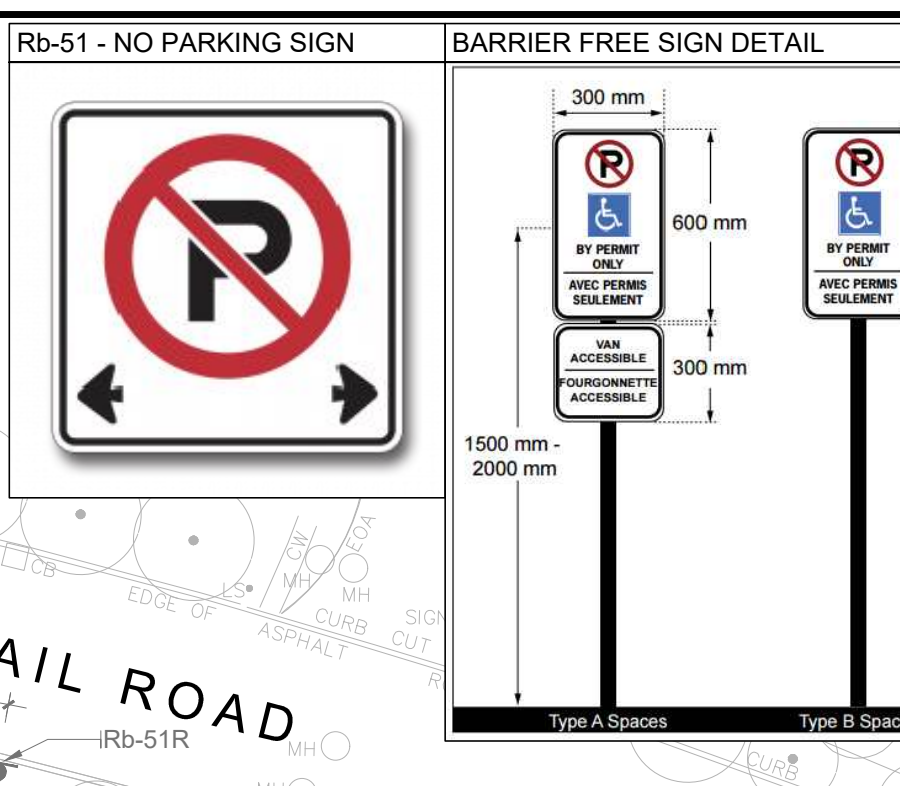 Rb-51 - NO PARKING SIGN
BARRIER FREE SIGN DETAIL
P
300 mm
P
BY PERMIT
ONLY
AVEC PERMIS
SEULEMENT
600 mm
VAN
ACCESSIBLE
FOURGONNETTE
ACCESSIBLE
300 mm
1500 mm -
2000 mm
Type A Spaces
P
BY PERMIT
ONLY
AVEC PERMIS
SEULEMENT
Type B Spac
CB
EDGE OF
ASPHALT
LS
CW
EOA
MH
MH
CURB
CUT
SIGN
AIL ROAD
Rb-51R
MH
MH
CURB